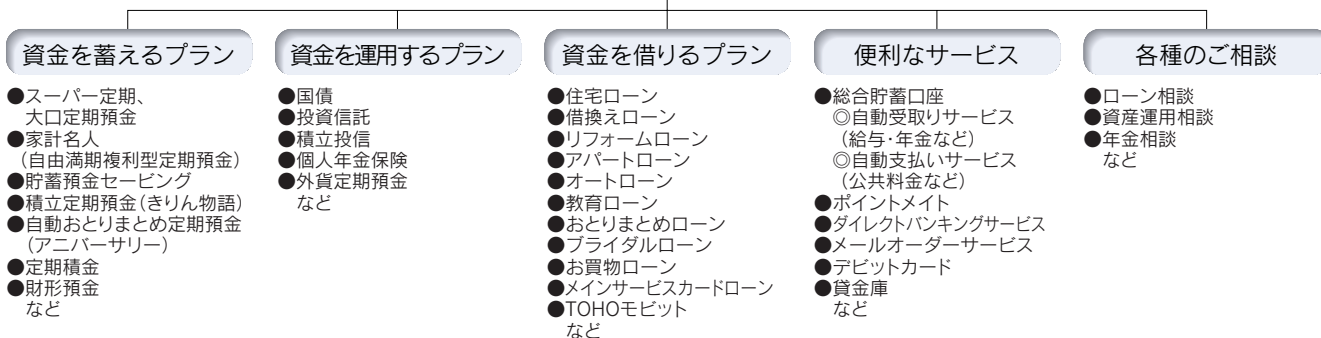 資金を蓄えるプラン
●スーパー定期、
大口定期預金
●家計名人
(自由満期複利型定期預金)
●貯蓄預金セービング
●積立定期預金(きりん物語)
●自動おとりまとめ定期預金
(アニバーサリー)
●定期積金
●財形預金
など
資金を運用するプラン
●国債
●投資信託
●積立投信
●個人年金保険
●外貨定期預金
など
資金を借りるプラン
●住宅ローン
●借換えローン
●リフォームローン
●アパートローン
●オートローン
●教育ローン
●おとりまとめローン
●ブライダルローン
●お買物ローン
●メインサービスカードローン
●TOHOモビット
など
便利なサービス
●総合貯蓄口座
◎自動受取りサービス
(給与・年金など)
◎自動支払いサービス
(公共料金など)
●ポイントメイト
●ダイレクトバンキングサービス
●メールオーダーサービス
●デビットカード
●貸金庫
など
各種のご相談
●ローン相談
●資産運用相談
●年金相談
など